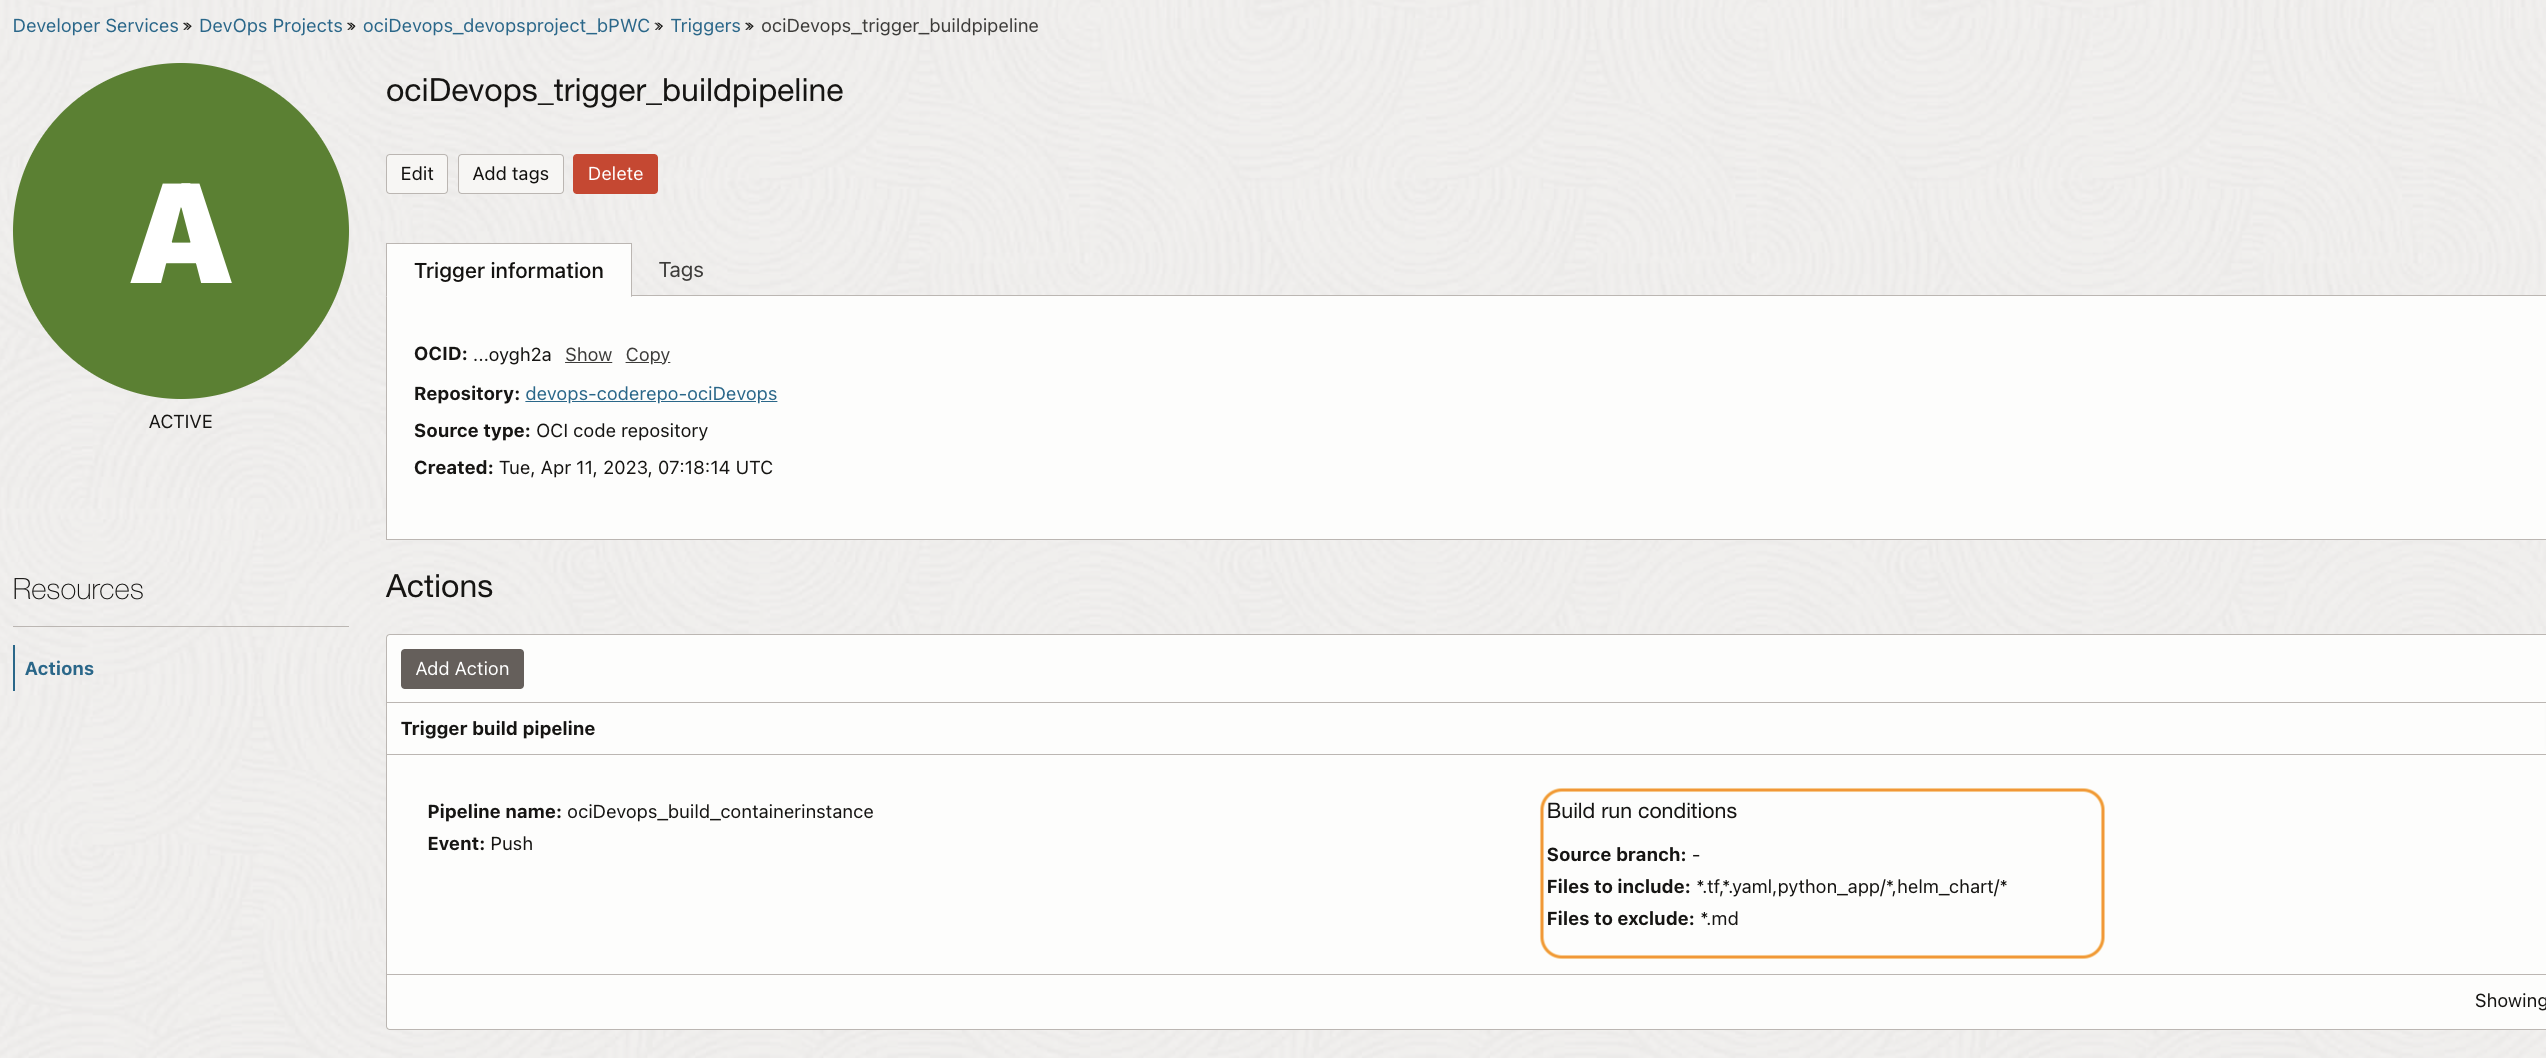 Developer Services » DevOps Projects » ociDevops_devopsproject_bPWC » Triggers » ociDevops_trigger_buildpipeline
A
ACTIVE
ociDevops_trigger_buildpipeline
Edit Add tags Delete
Trigger information Tags
OCID: ...oygh2a Show Copy
Repository: devops-coderepo-ociDevops
Source type: OCI code repository
Created: Tue, Apr 11, 2023, 07:18:14 UTC
Resources
Actions
Actions
Add Action
Trigger build pipeline
Pipeline name: ociDevops_build_containerinstance
Event: Push
Build run conditions
Source branch: -
Files to include: *.tf,*.yaml,python_app/*,helm_chart/*
Files to exclude: *.md
Showing